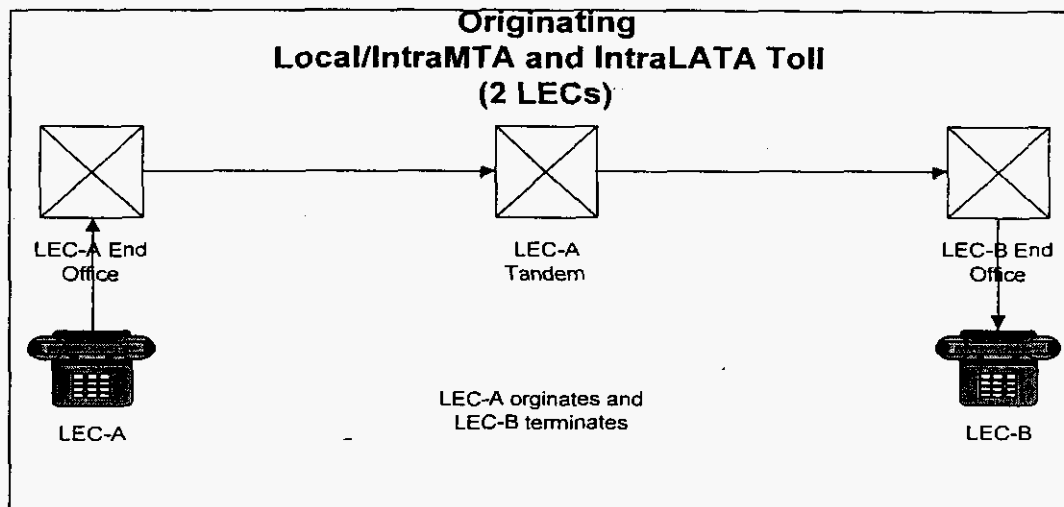 Originating
Local/IntraMTA and IntraLATA Toll
(2 LECs)
LEC-A End
Office
LEC-A
Tandem
LEC-B End
Office
LEC-A orginates and
LEC-B terminates
LEC-A
LEC-B